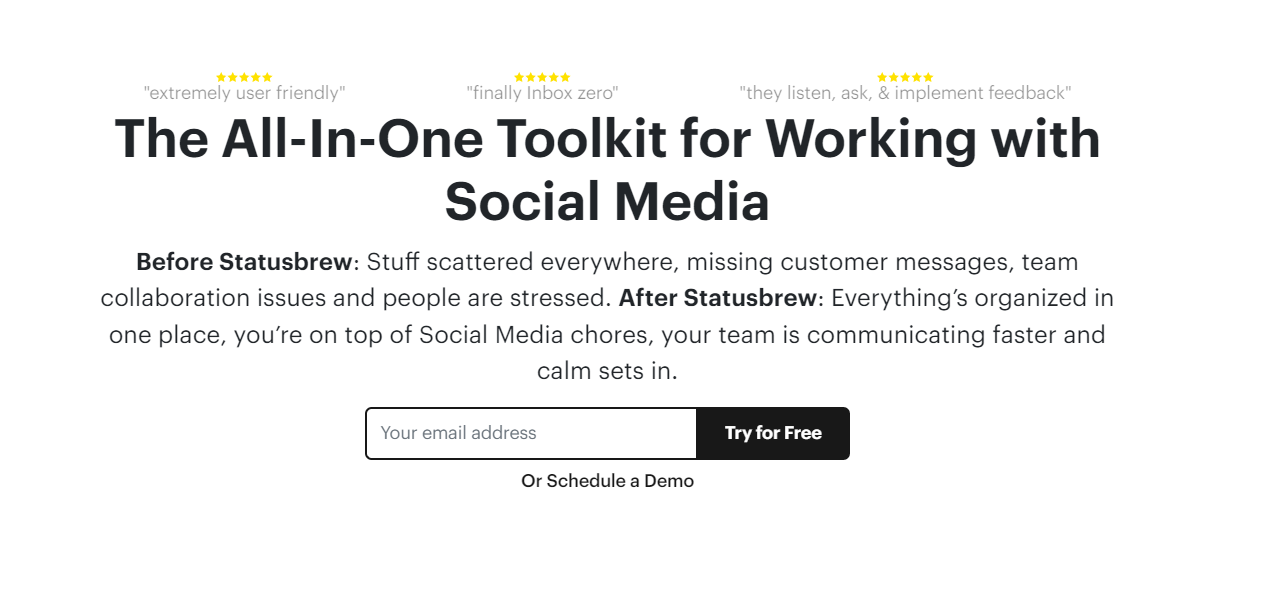 "extremely user friendly"
"finally Inbox zero"
"they listen, ask, & implement feedback"
The All-In-One Toolkit for Working with
Social Media
Before Statusbrew: Stuff scattered everywhere, missing customer messages, team
collaboration issues and people are stressed. After Statusbrew: Everything’s organized in
one place, you’re on top of Social Media chores, your team is communicating faster and
calm sets in.
Your email address
Try for Free
Or Schedule a Demo